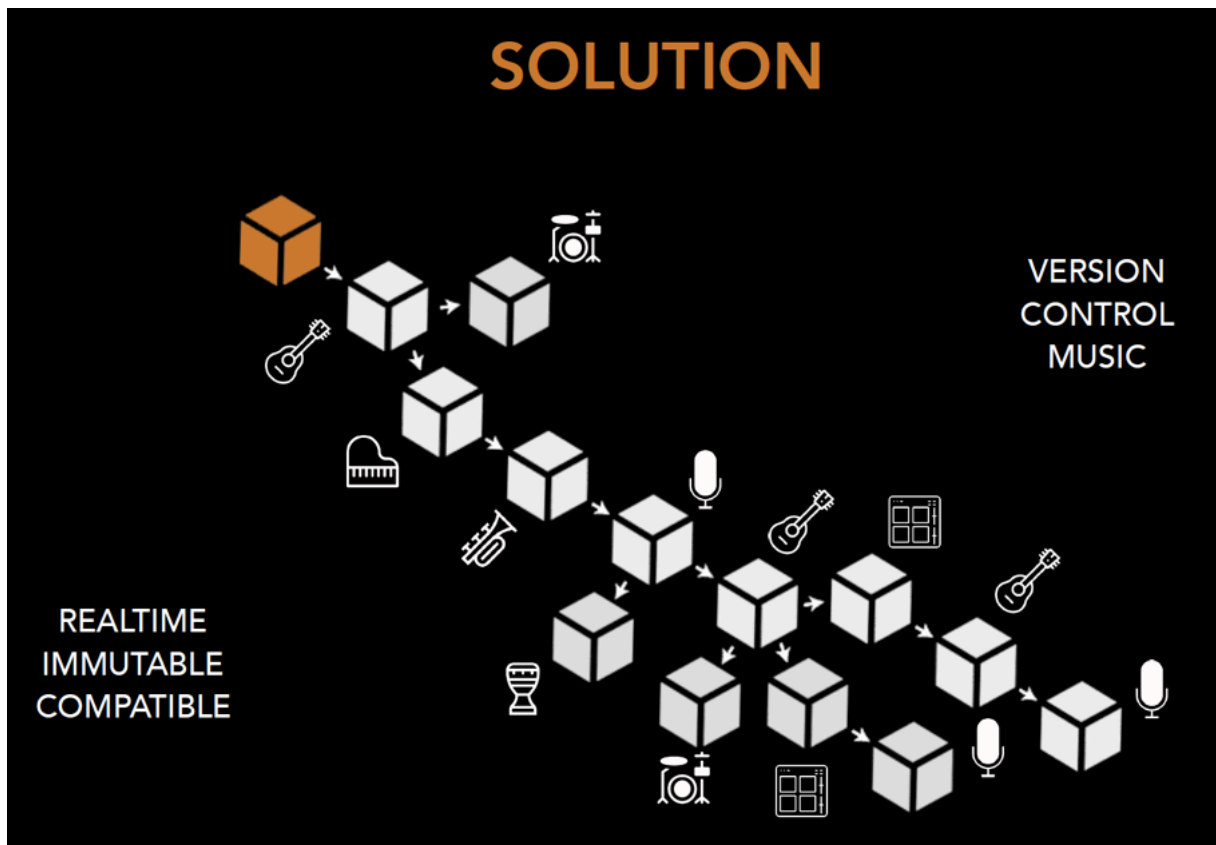 SOLUTION
VERSION
CONTROL
MUSIC
REALTIME
IMMUTABLE
COMPATIBLE